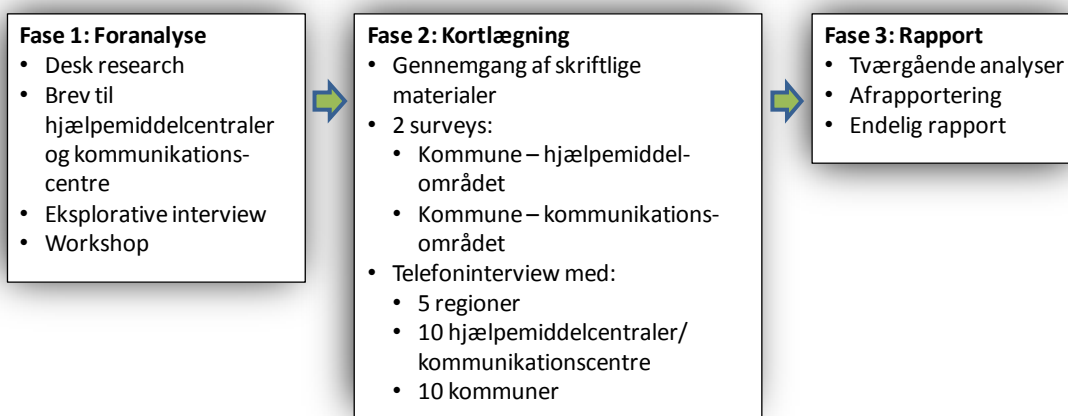 Fase 1: Foranalyse
• Desk research
• Brev til
hjælpemiddelcentraler
og kommunikations-
centre
• Eksplorative interview
• Workshop
Fase 2: Kortlægning
• Gennemgang af skriftlige
materialer
• 2 surveys:
• Kommune – hjælpemiddel-
området
• Kommune – kommunikations-
området
• Telefoninterview med:
• 5 regioner
• 10 hjælpemiddelcentraler/
kommunikationscentre
• 10 kommuner
Fase 3: Rapport
• Tværgående analyser
• Afrapportering
• Endelig rapport